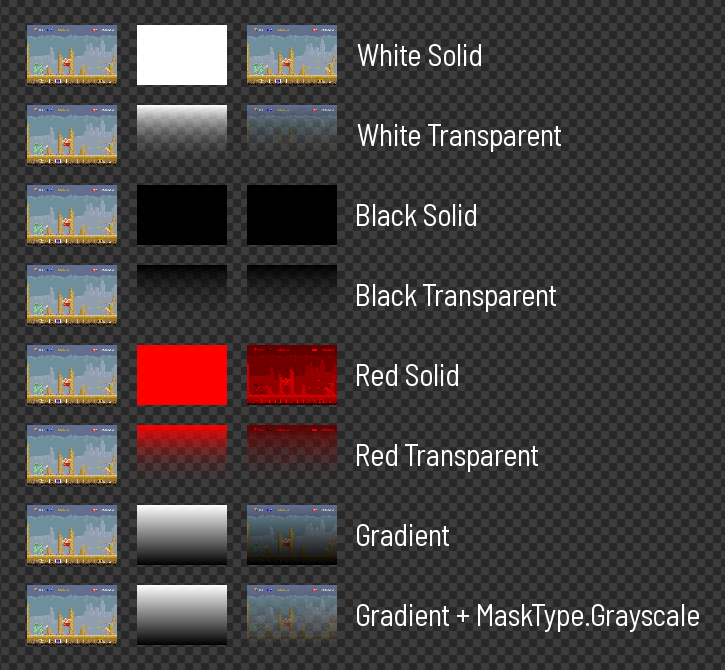 White Solid
White Transparent
Black Solid
Black Transparent
Red Solid
Red Transparent
Gradient
Gradient + MaskType.Grayscale